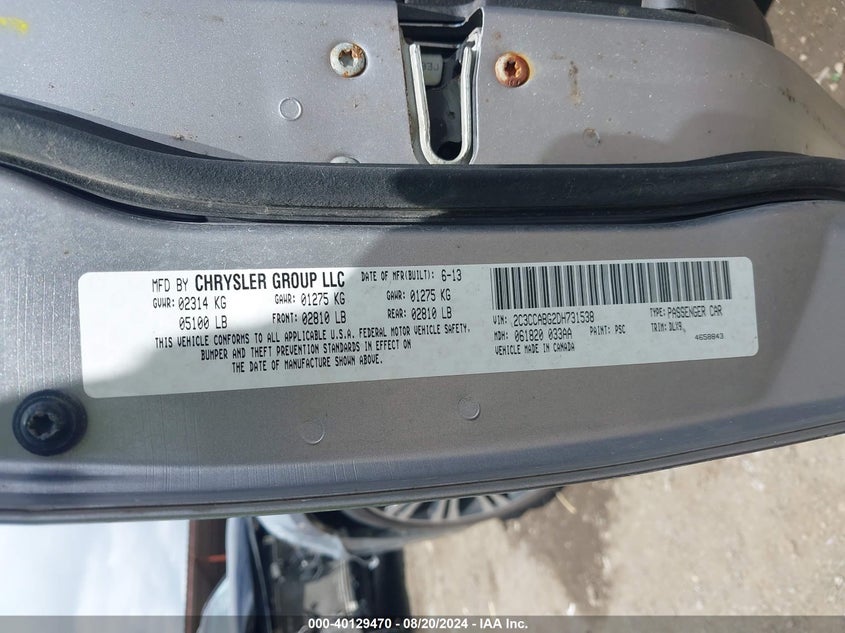 MFD BY CHRYSLER GROUP LLC DATE OF MFR(BUILT): 6-13
GVWR: 02314 KG GAWR: 01275 KG GAWR: 01275 KG
05100 LB FRONT: 02810 LB REAR: 02810 LB
THIS VEHICLE CONFORMS TO ALL APPLICABLE U.S.A. FEDERAL MOTOR VEHICLE SAFETY,
BUMPER AND THEFT PREVENTION STANDARDS IN EFFECT ON
THE DATE OF MANUFACTURE SHOWN ABOVE.
VIN: 2C3CCABG2DH731538 TYPE: PASSENGER CAR
MDH: 061820 033AA PAINT: PSC TRIM: DLX9
VEHICLE MADE IN CANADA 4658843
000-40129470 - 08/20/2024 - IAA Inc.